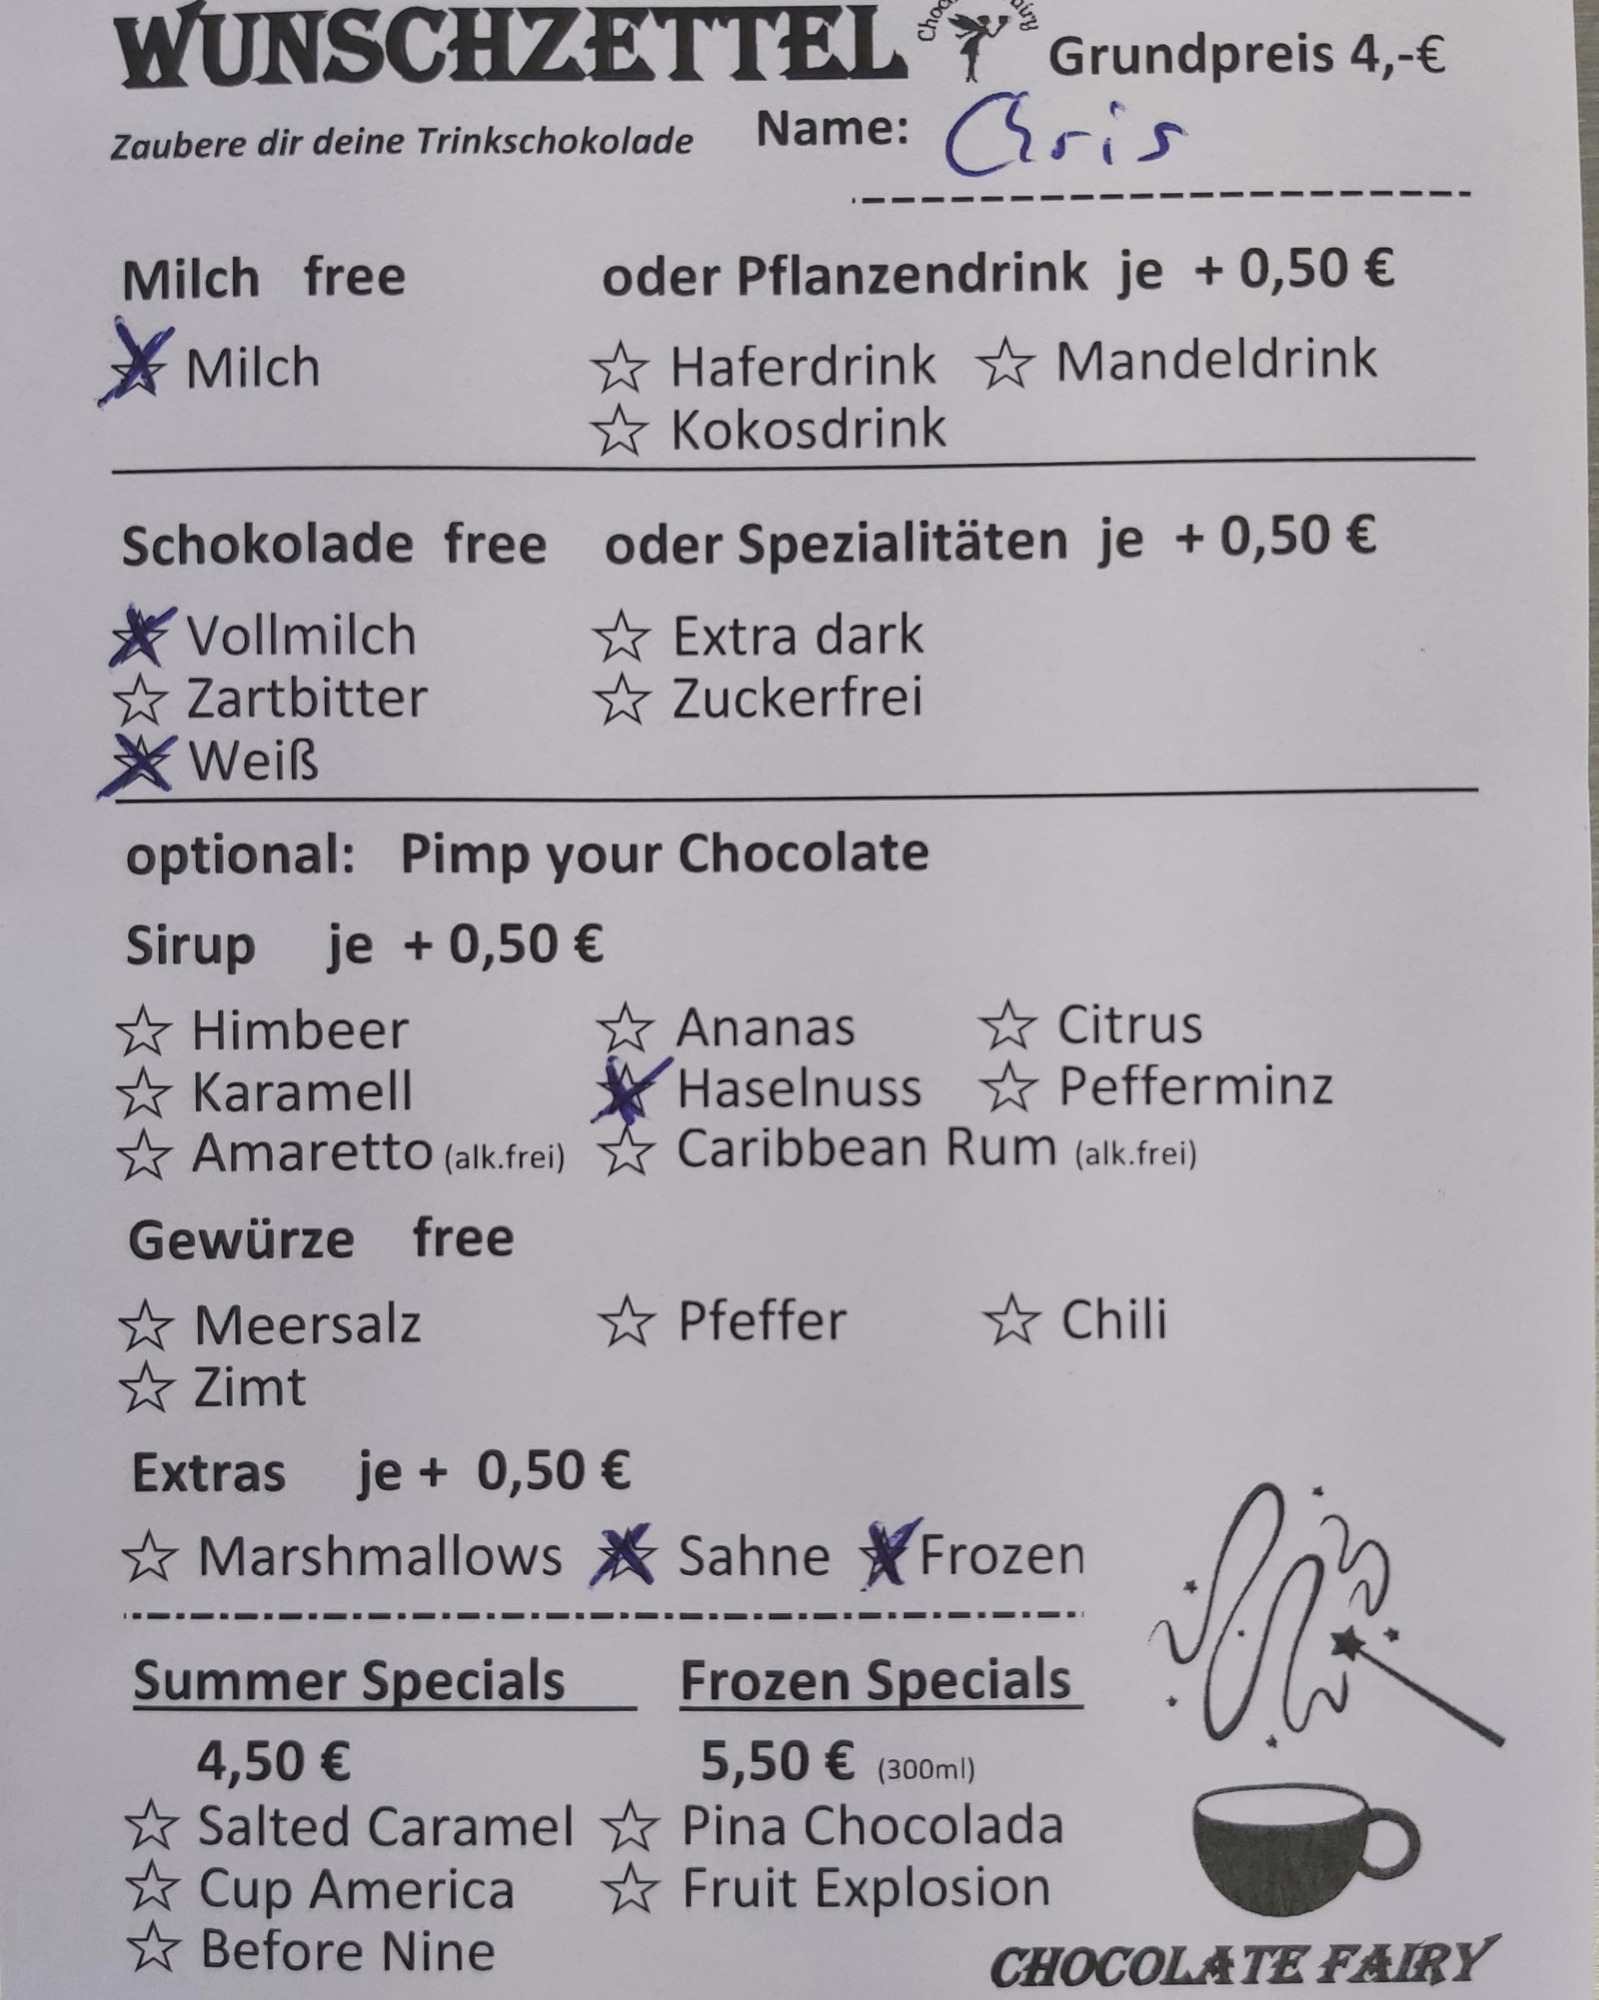 WUNSCHZETTEL Grundpreis 4,-€
Zaubere dir deine Trinkschokolade Name: Chris
Milch free oder Pflanzendrink je + 0,50 €
Milch ☆ Haferdrink ☆ Mandeldrink
☆ Kokosdrink
Schokolade free oder Spezialitäten je + 0,50 €
Vollmilch ☆ Extra dark
☆ Zartbitter ☆ Zuckerfrei
Weiß
optional: Pimp your Chocolate
Sirup je + 0,50 €
☆ Himbeer ☆ Ananas ☆ Citrus
☆ Karamell Haselnuss ☆ Pefferminz
☆ Amaretto (alk.frei) ☆ Caribbean Rum (alk.frei)
Gewürze free
☆ Meersalz ☆ Pfeffer ☆ Chili
☆ Zimt
Extras je + 0,50 €
☆ Marshmallows Sahne Frozen
Summer Specials Frozen Specials
4,50 € 5,50 € (300ml)
☆ Salted Caramel ☆ Pina Chocolada
☆ Cup America ☆ Fruit Explosion
☆ Before Nine
CHOCOLATE FAIRY